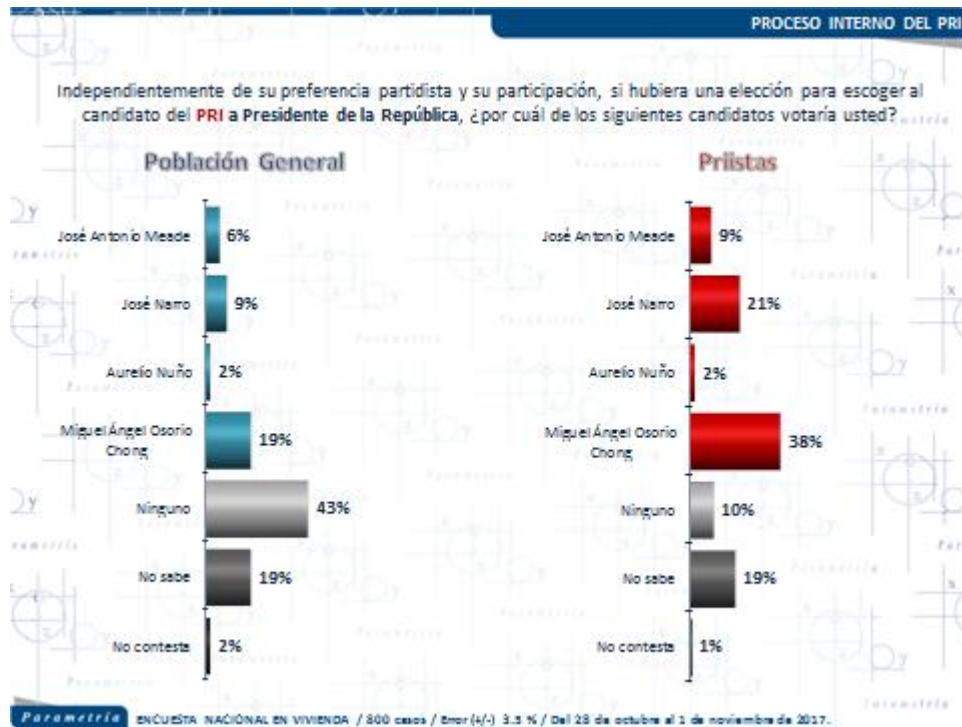 PROCESO INTERNO DEL PRI
Independientemente de su preferencia partidista y su participación, si hubiera una elección para escoger al
candidato del PRI a Presidente de la República, ¿por cuál de los siguientes candidatos votaría usted?
Población General
José Antonio Meade 6%
José Narro 9%
Aurelio Nuño 2%
Miguel Ángel Osorio
Chong 19%
Ninguno 43%
No sabe 19%
No contesta 2%
Priistas
José Antonio Meade 9%
José Narro 21%
Aurelio Nuño 2%
Miguel Ángel Osorio
Chong 38%
Ninguno 10%
No sabe 19%
No contesta 1%
Parametría ENCUESTA NACIONAL EN VIVIENDA / 800 casos / Error (+/-) 3.5 % / Del 28 de octubre al 1 de noviembre de 2017.